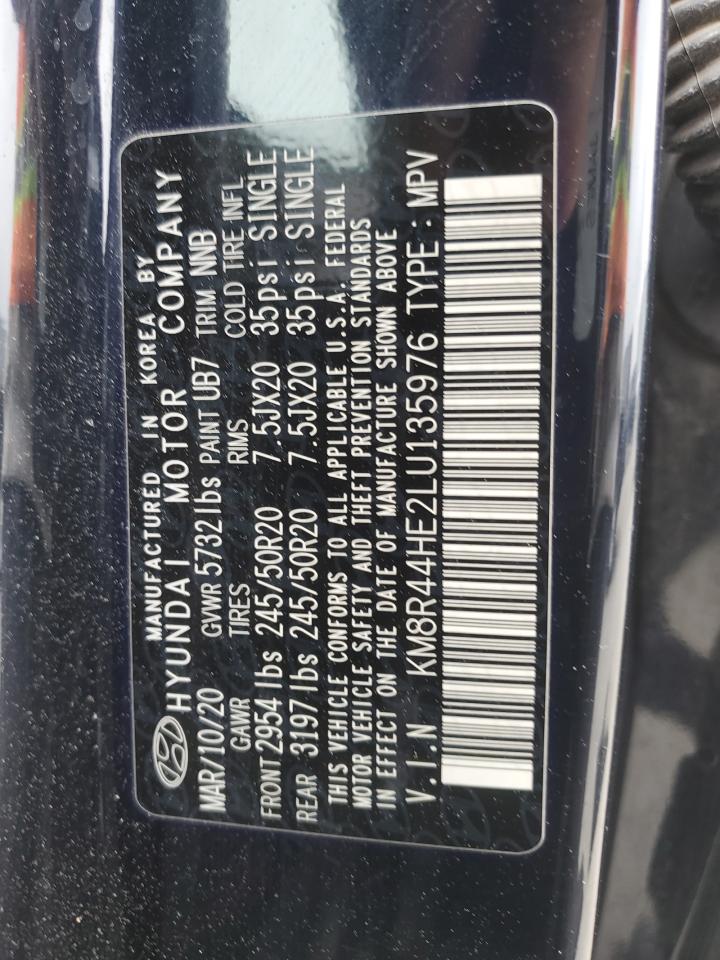 MANUFACTURED IN KOREA BY
HYUNDAI MOTOR COMPANY
MAR/10/20 GVWR 5732 lbs PAINT UB7 TRIM NNB
GAWR TIRES RIMS COLD TIRE INFL
FRONT 2954 lbs 245/50R20 7.5JX20 35psi SINGLE
REAR 3197 lbs 245/50R20 7.5JX20 35psi SINGLE
THIS VEHICLE CONFORMS TO ALL APPLICABLE U.S.A. FEDERAL
MOTOR VEHICLE SAFETY AND THEFT PREVENTION STANDARDS
IN EFFECT ON THE DATE OF MANUFACTURE SHOWN ABOVE
V.I.N KM8R44HE2LU135976 TYPE : MPV